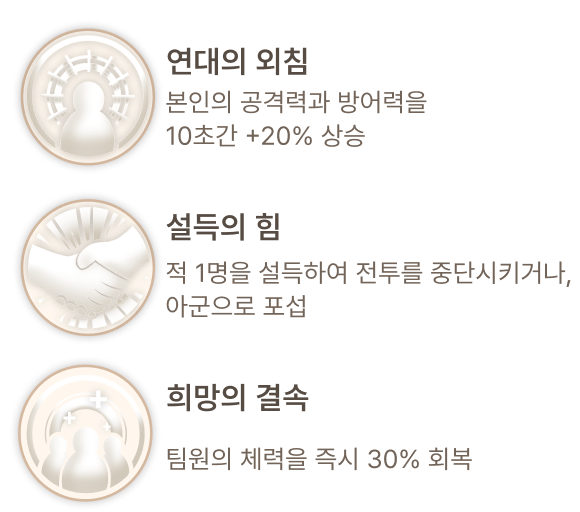 연대의 외침
본인의 공격력과 방어력을
10초간 +20% 상승
설득의 힘
적 1명을 설득하여 전투를 중단시키거나,
아군으로 포섭
희망의 결속
팀원의 체력을 즉시 30% 회복